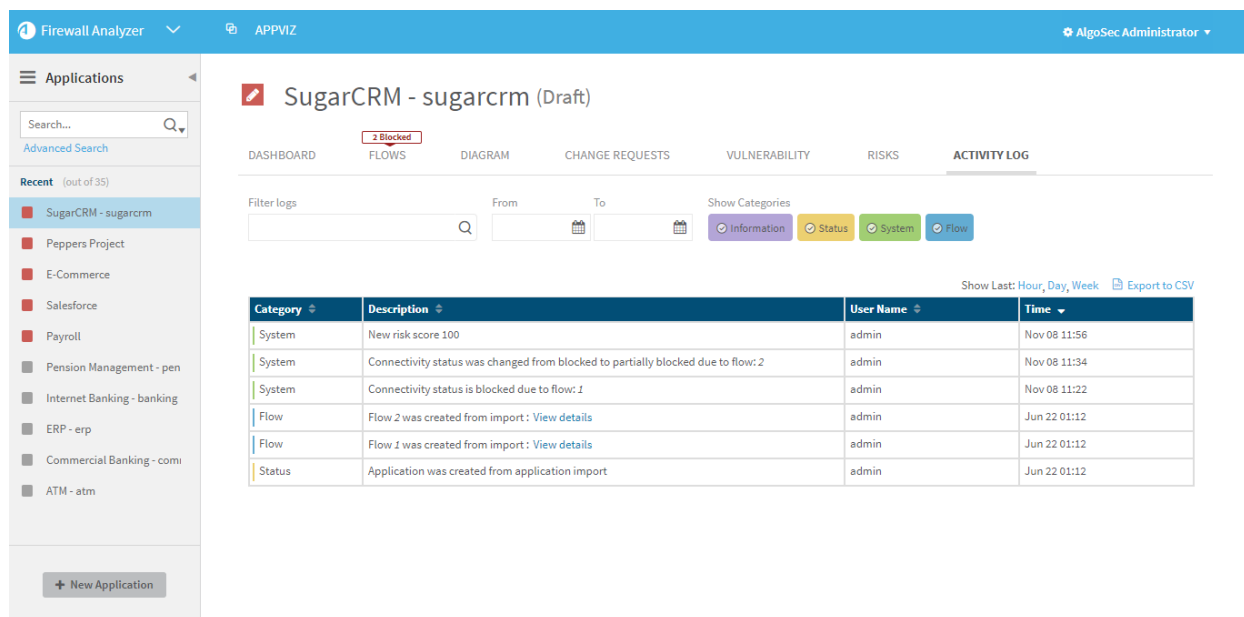 Firewall Analyzer
APPVIZ
AlgoSec Administrator
Applications
Search...
Advanced Search
Recent (out of 35)
SugarCRM - sugarcrm
Peppers Project
E-Commerce
Salesforce
Payroll
Pension Management - pen
Internet Banking - banking
ERP - erp
Commercial Banking - com
ATM - atm
+ New Application
SugarCRM - sugarcrm (Draft)
2 Blocked
DASHBOARD FLOWS DIAGRAM CHANGE REQUESTS VULNERABILITY RISKS ACTIVITY LOG
Filter logs From To Show Categories
Information Status System Flow
Show Last: Hour, Day, Week Export to CSV
Category Description User Name Time
System New risk score 100 admin Nov 08 11:56
System Connectivity status was changed from blocked to partially blocked due to flow: 2 admin Nov 08 11:34
System Connectivity status is blocked due to flow: 1 admin Nov 08 11:22
Flow Flow 2 was created from import : View details admin Jun 22 01:12
Flow Flow 1 was created from import : View details admin Jun 22 01:12
Status Application was created from application import admin Jun 22 01:12